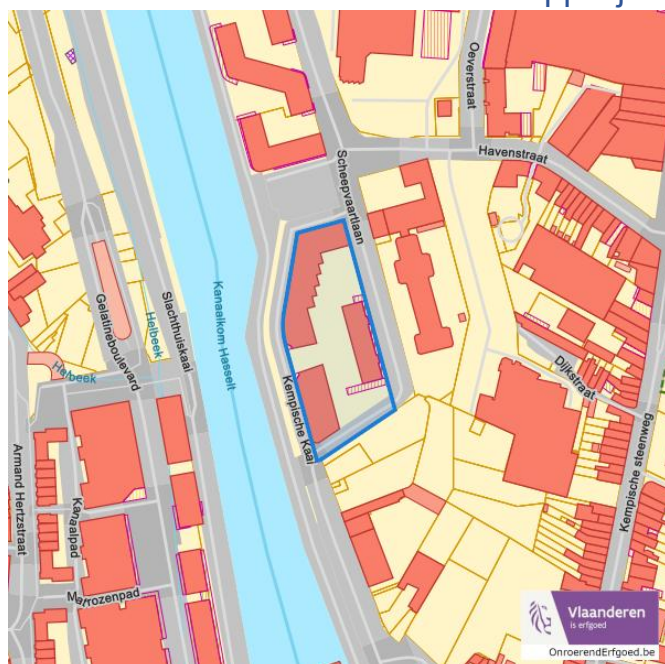 Oeverstraat
Havenstraat
Scheepvaartlaan
Kanaalkom Hasselt
Gelatineboulevard
Helbeek
Slachthuiskaai
Helbeek
Kempische Kaai
Dijkstraat
Kempische steenweg
Armand Hertzstraat
Kanaalpad
Matrozenpad
Vlaanderen
is erfgoed
OnroerendErfgoed.be